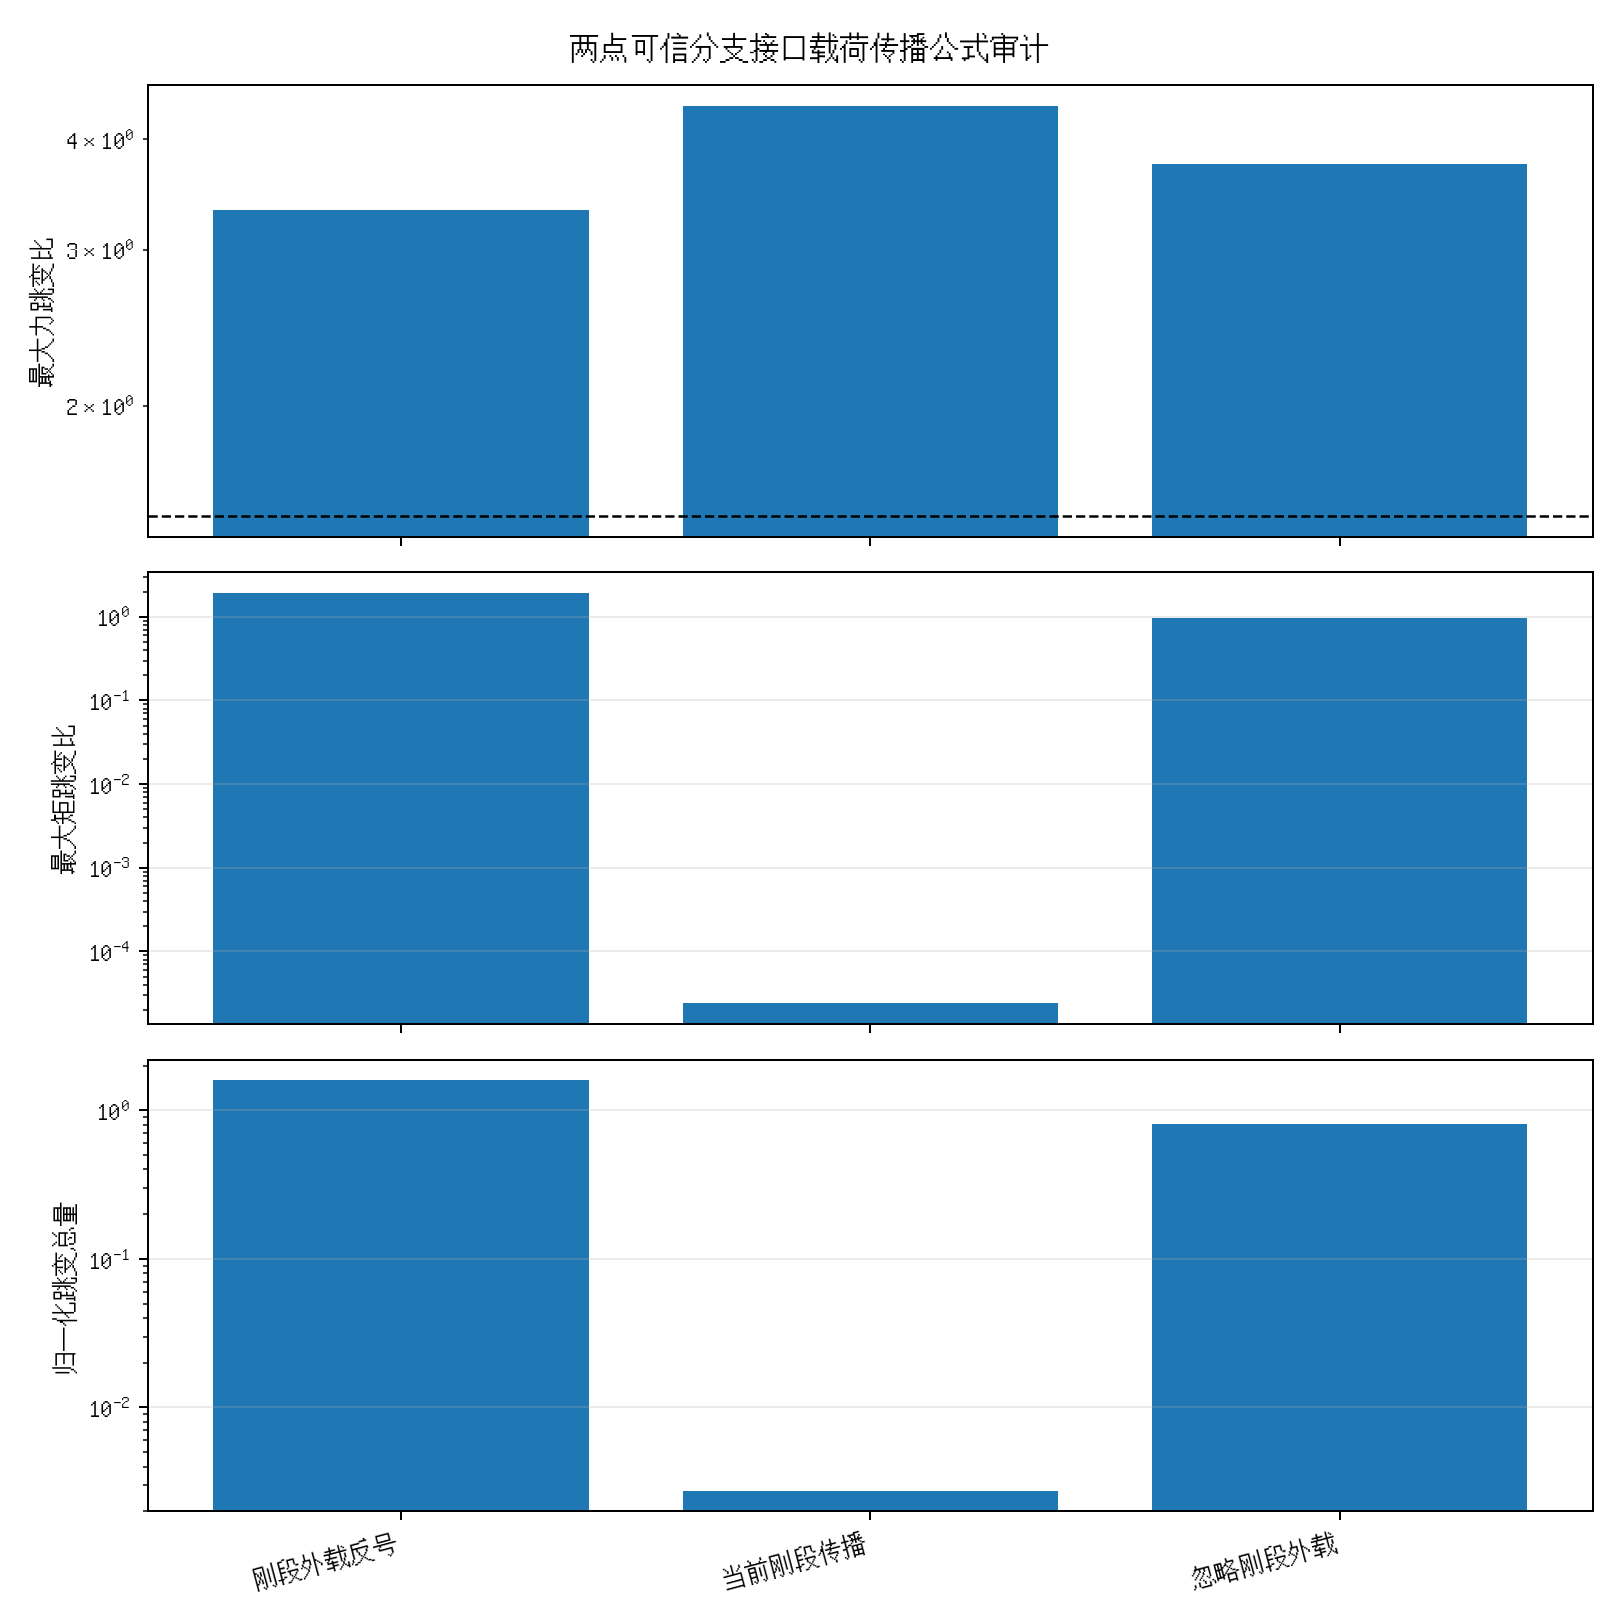 两点可信分支接口载荷传播公式审计
最大力跳变比
4 × 10⁰
3 × 10⁰
2 × 10⁰
最大矩跳变比
10⁰
10⁻¹
10⁻²
10⁻³
10⁻⁴
归一化跳变总量
10⁰
10⁻¹
10⁻²
刚段外载反号
当前刚段传播
忽略刚段外载